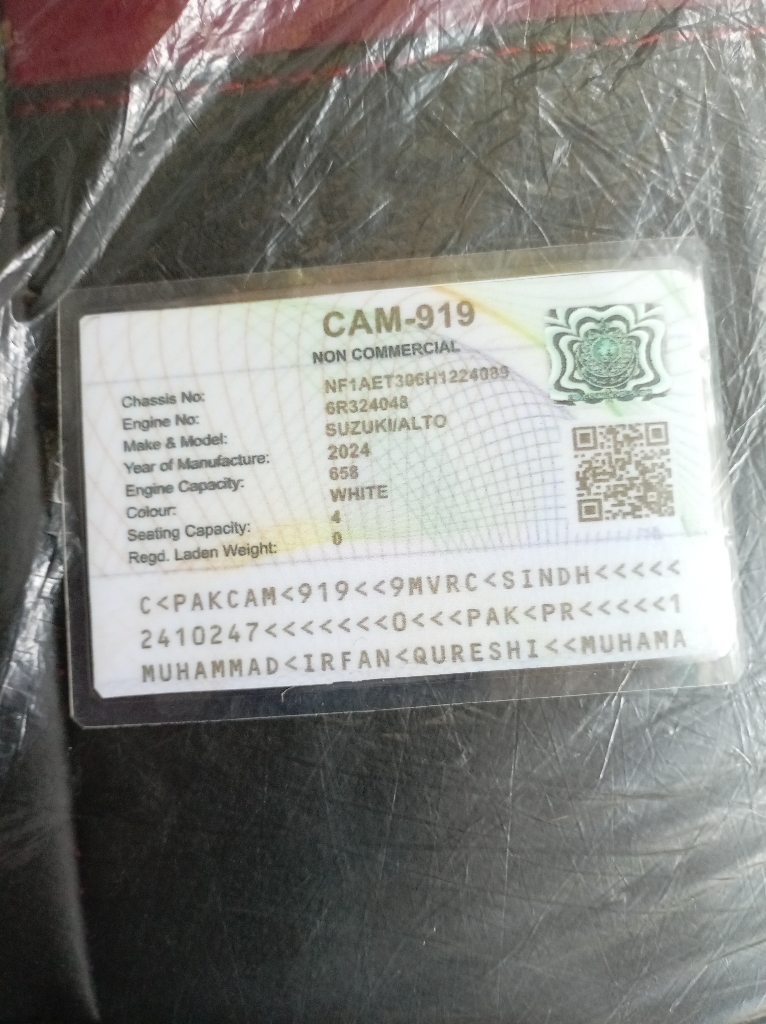 CAM-919
NON COMMERCIAL
Chassis No: NF1AET306H1224089
Engine No: 6R324048
Make & Model: SUZUKI/ALTO
Year of Manufacture: 2024
Engine Capacity: 658
Colour: WHITE
Seating Capacity: 4
Regd. Laden Weight: 0
C<PAKCAM<919<<9MVRC<SINDH<<<<<
2410247<<<<<<<0<<<PAK<PR<<<<<1
MUHAMMAD<IRFAN<QURESHI<<MUHAMA